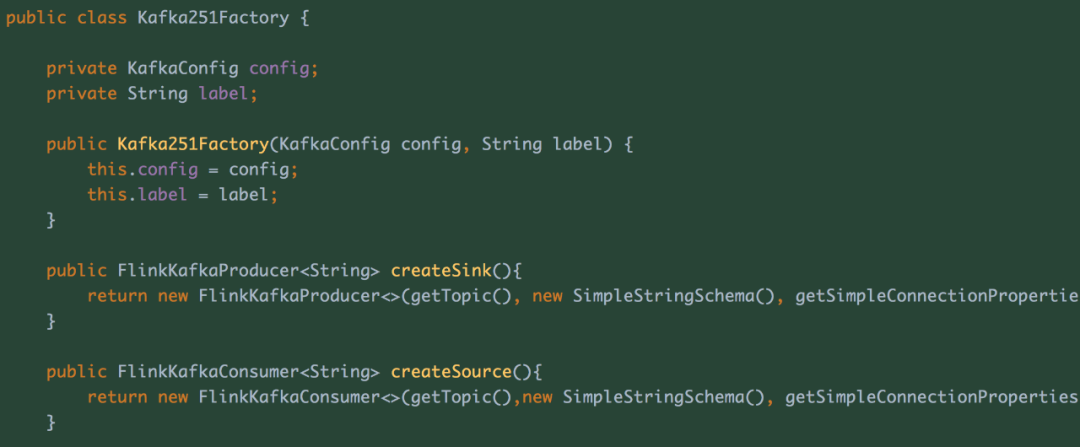 public class Kafka251Factory {
private KafkaConfig config;
private String label;
public Kafka251Factory(KafkaConfig config, String label) {
this.config = config;
this.label = label;
}
public FlinkKafkaProducer<String> createSink(){
return new FlinkKafkaProducer<>(getTopic(), new SimpleStringSchema(), getSimpleConnectionPropertie
}
public FlinkKafkaConsumer<String> createSource(){
return new FlinkKafkaConsumer<>(getTopic(),new SimpleStringSchema(), getSimpleConnectionProperties
}